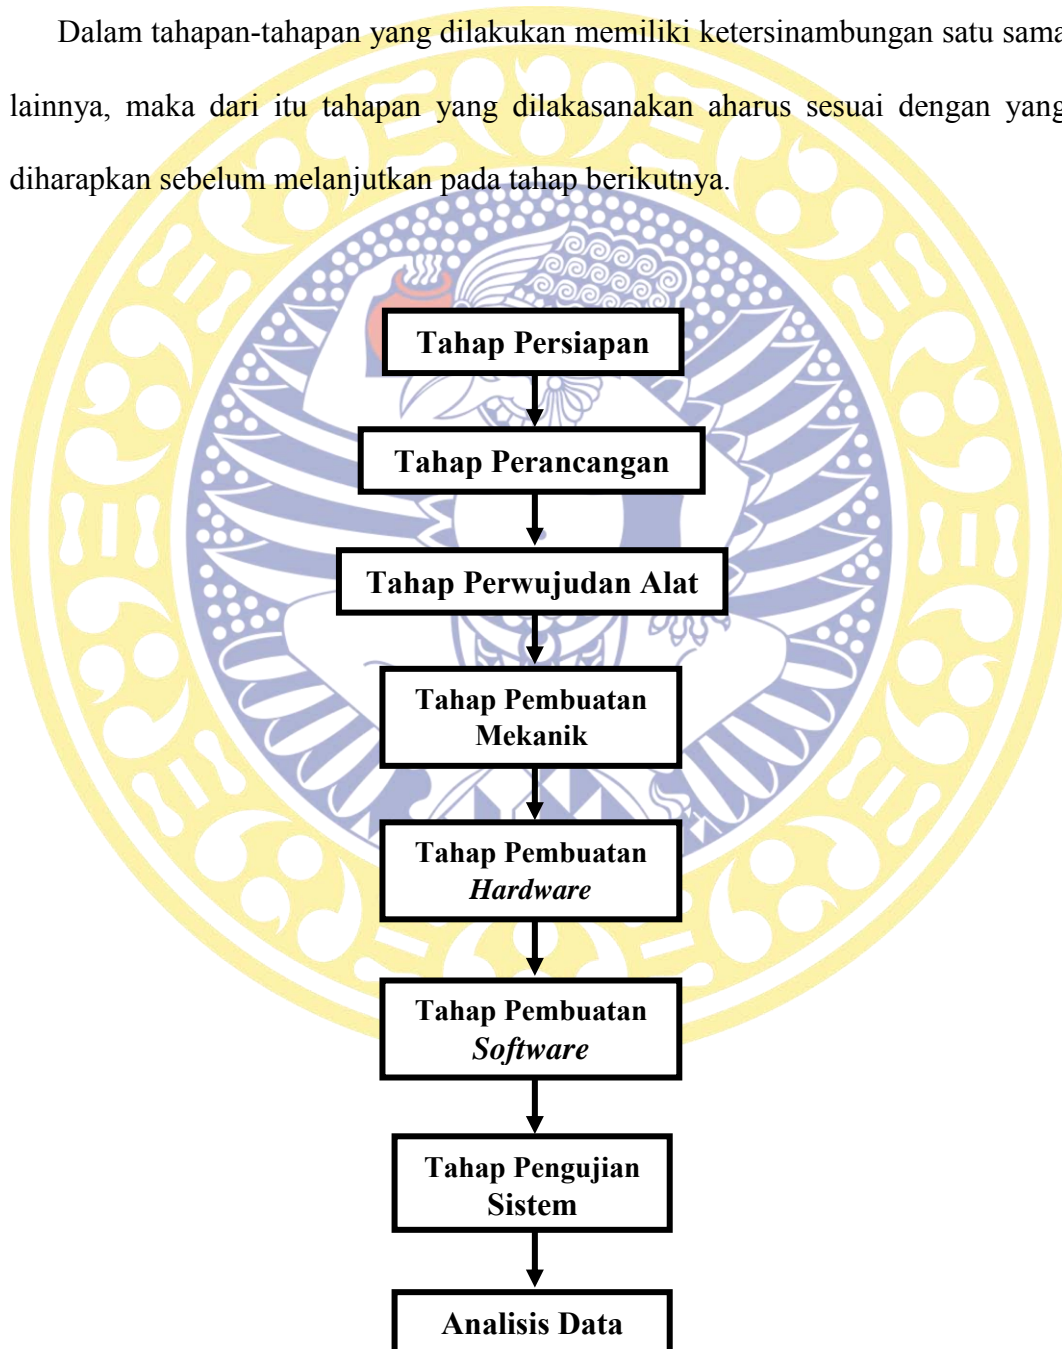 Dalam tahapan-tahapan yang dilakukan memiliki ketersinambungan satu sama
lainnya, maka dari itu tahapan yang dilakasanakan aharus sesuai dengan yang
diharapkan sebelum melanjutkan pada tahap berikutnya.
Tahap Persiapan
Tahap Perancangan
Tahap Perwujudan Alat
Tahap Pembuatan
Mekanik
Tahap Pembuatan
Hardware
Tahap Pembuatan
Software
Tahap Pengujian
Sistem
Analisis Data